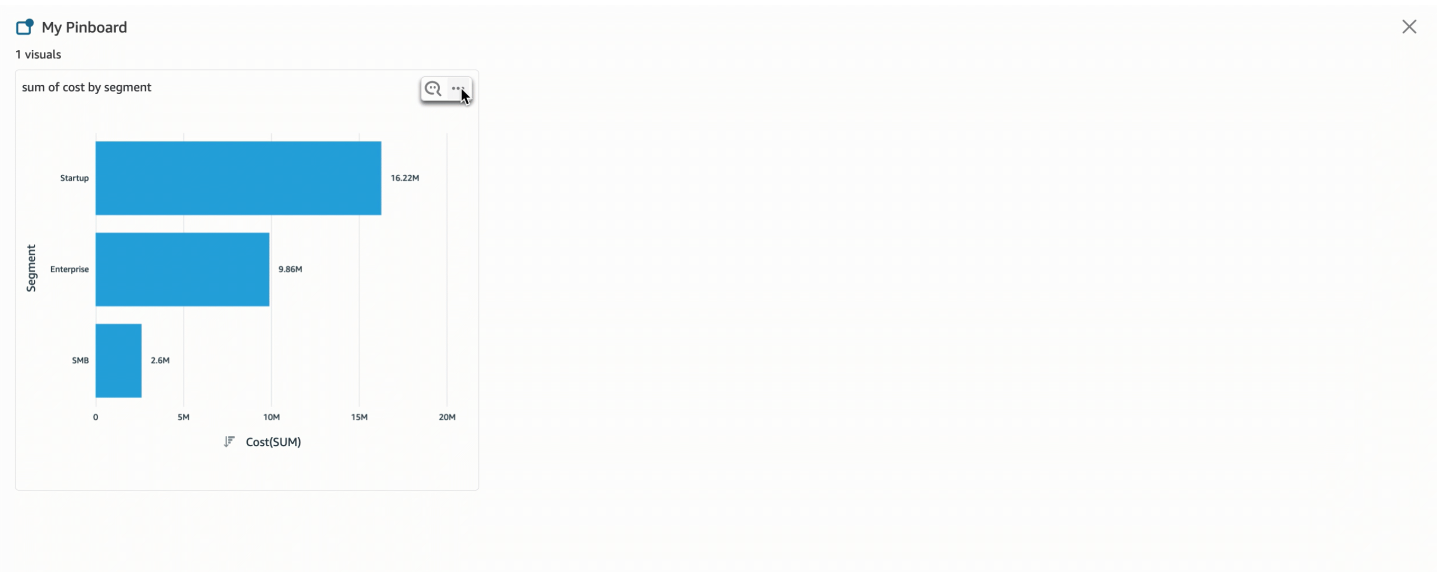 My Pinboard
1 visuals
sum of cost by segment
Segment
Startup
16.22M
Enterprise
9.86M
SMB
2.6M
0 5M 10M 15M 20M
Cost(SUM)